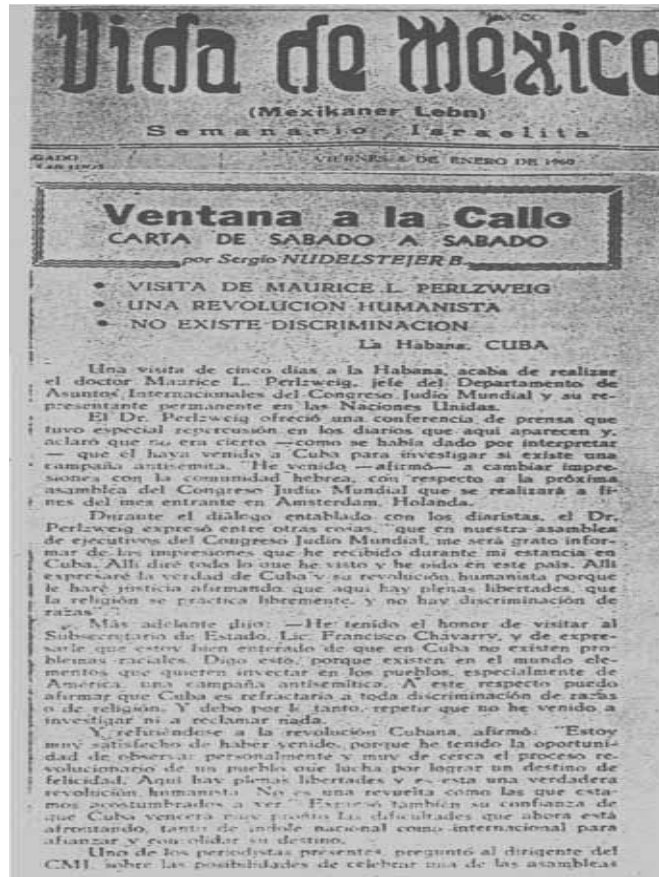 Vida de México
(Mexikaner Lebn)
Semanario Israelita
VIERNES 8 DE ENERO DE 1960
Ventana a la Calle
CARTA DE SABADO A SABADO
por Sergio NUDELSTEJER B.
• VISITA DE MAURICE L. PERLZWEIG
• UNA REVOLUCION HUMANISTA
• NO EXISTE DISCRIMINACION
La Habana, CUBA
Una visita de cinco días a la Habana, acaba de realizar
el doctor Maurice L. Perlzweig, jefe del Departamento de
Asuntos Internacionales del Congreso Judío Mundial y su re-
presentante permanente en las Naciones Unidas.
El Dr. Perlzweig ofreció una conferencia de prensa que
tuvo especial repercusión en los diarios que aquí aparecen y,
aclaró que no era cierto —como se había dado por interpretar
— que él haya venido a Cuba para investigar si existe una
campaña antisemita. "He venido —afirmó— a cambiar impre-
siones con la comunidad hebrea, con respecto a la próxima
asamblea del Congreso Judío Mundial que se realizará a fi-
nes del mes entrante en Amsterdam, Holanda.
Durante el diálogo entablado con los diaristas, el Dr.
Perlzweig expresó entre otras cosas, "que en nuestra asamblea
de ejecutivos del Congreso Judío Mundial, me será grato infor-
mar de las impresiones que he recibido durante mi estancia en
Cuba. Allí diré todo lo que he visto y he oído en este país. Allí
expresaré la verdad de Cuba y su revolución humanista porque
le haré justicia afirmando que aquí hay plenas libertades, que
la religión se práctica libremente, y no hay discriminación de
razas".
Más adelante dijo: —He tenido el honor de visitar al
Subsecretario de Estado, Lic. Francisco Chávarry, y de expre-
sarle que estoy bien enterado de que en Cuba no existen pro-
blemas raciales. Digo esto, porque existen en el mundo ele-
mentos que quieren inyectar en los pueblos, especialmente de
América, una campaña antisemítica. A este respecto puedo
afirmar que Cuba es refractaria a toda discriminación de razas
o de religión. Y debo por lo tanto, repetir que no he venido a
investigar ni a reclamar nada.
Y refiriéndose a la revolución Cubana, afirmó: "Estoy
muy satisfecho de haber venido, porque he tenido la oportuni-
dad de observar personalmente y muy de cerca el proceso re-
volucionario de un pueblo que lucha por lograr un destino de
felicidad. Aquí hay plenas libertades y es esta una verdadera
revolución humanista. No es una revuelta como las que esta-
mos acostumbrados a ver." Expresó también su confianza de
que Cuba vencerá muy pronto las dificultades que ahora está
afrontando, tanto de índole nacional como internacional para
afianzar y consolidar su destino.
Uno de los periodistas presentes, preguntó al dirigente del
CMJ, sobre las posibilidades de celebrar una de las asambleas